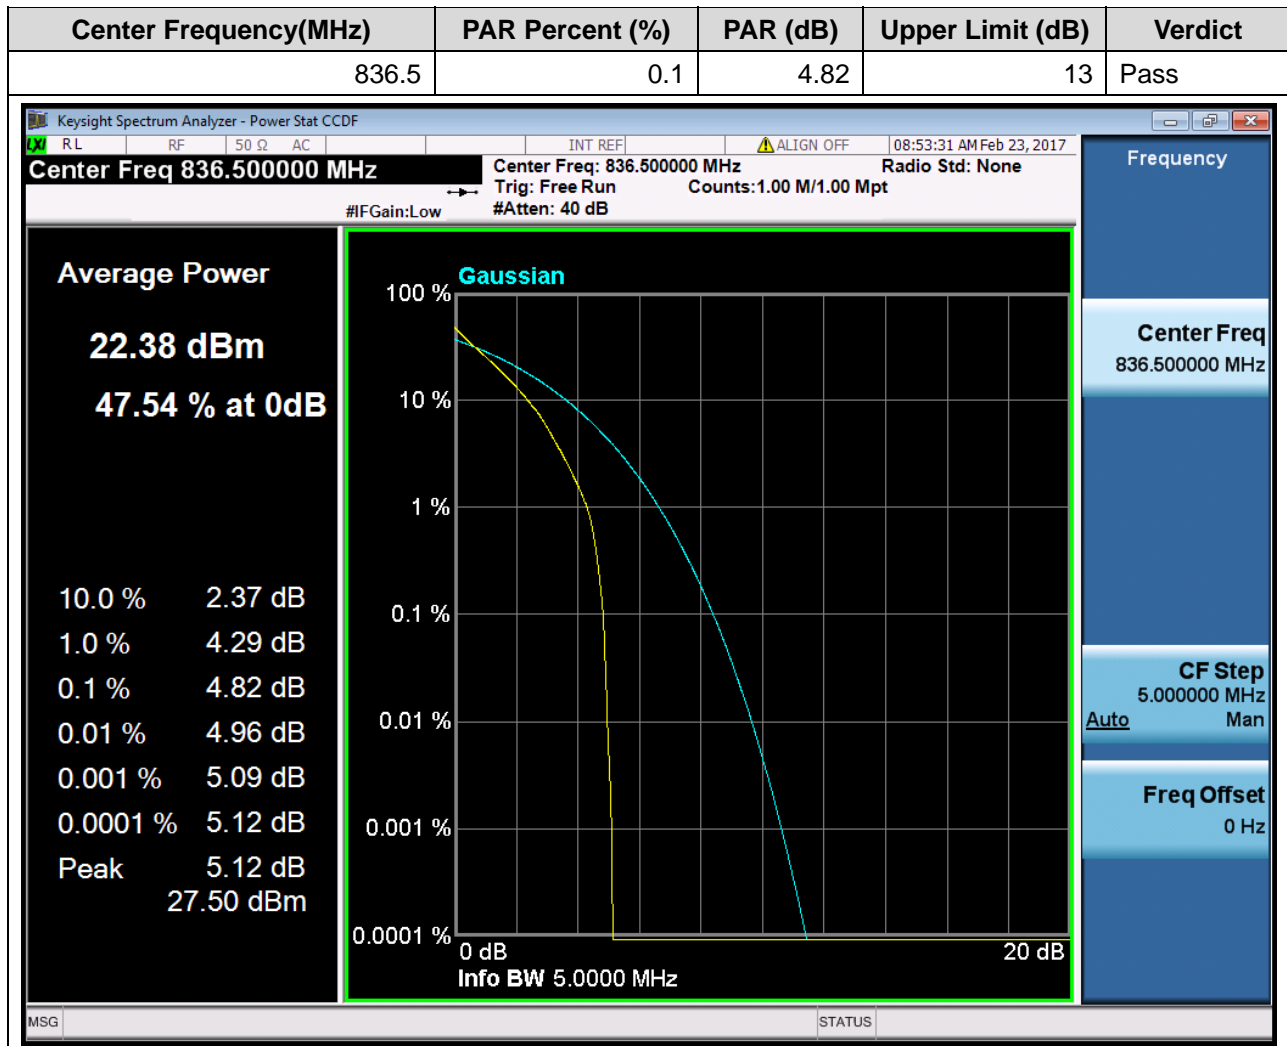 Center Frequency(MHz) PAR Percent (%) PAR (dB) Upper Limit (dB) Verdict
836.5 0.1 4.82 13 Pass
Keysight Spectrum Analyzer - Power Stat CCDF
LXI RL RF 50 Ω AC INT REF ALIGN OFF 08:53:31 AM Feb 23, 2017
Center Freq 836.500000 MHz
Center Freq: 836.500000 MHz Radio Std: None
Trig: Free Run Counts:1.00 M/1.00 Mpt
#IFGain:Low #Atten: 40 dB
Average Power
22.38 dBm
47.54 % at 0dB
10.0 % 2.37 dB
1.0 % 4.29 dB
0.1 % 4.82 dB
0.01 % 4.96 dB
0.001 % 5.09 dB
0.0001 % 5.12 dB
Peak 5.12 dB
27.50 dBm
Gaussian
100 %
10 %
1 %
0.1 %
0.01 %
0.001 %
0.0001 %
0 dB 20 dB
Info BW 5.0000 MHz
Frequency
Center Freq
836.500000 MHz
CF Step
5.000000 MHz
Auto Man
Freq Offset
0 Hz
MSG STATUS